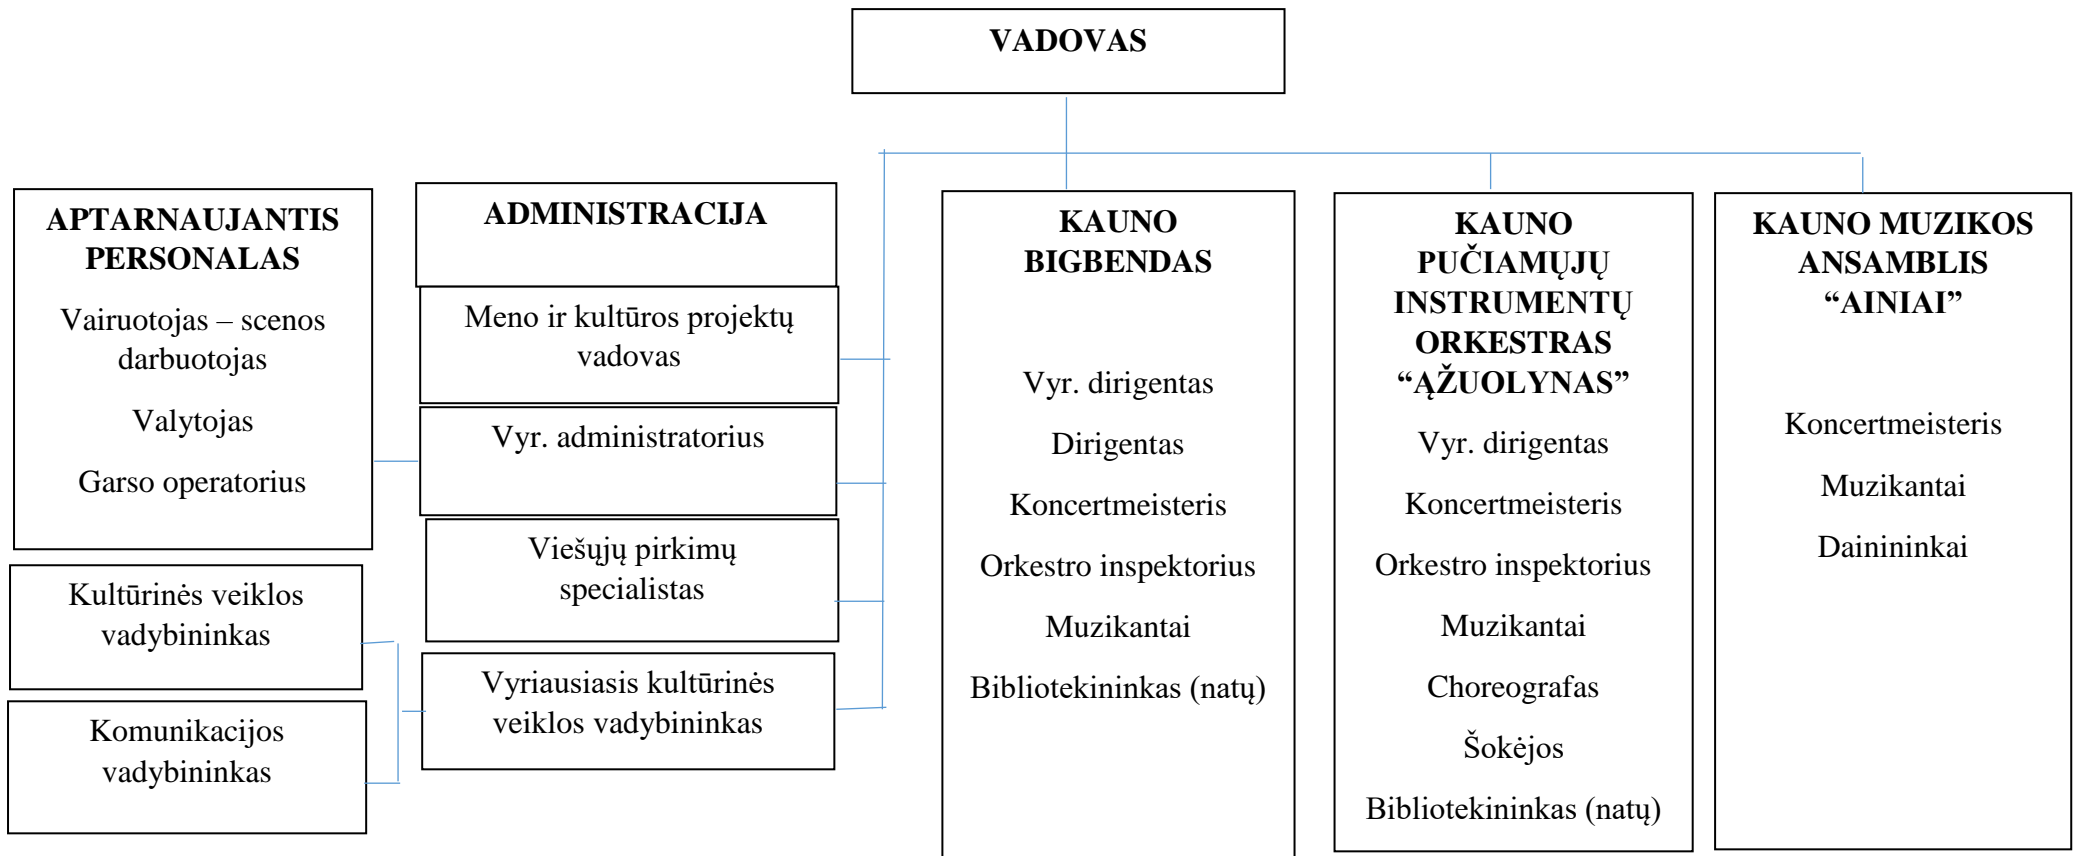 VADOVAS
APTARNAUJANTIS
PERSONALAS
Vairuotojas – scenos
darbuotojas
Valytojas
Garso operatorius
Kultūrinės veiklos
vadybininkas
Komunikacijos
vadybininkas
ADMINISTRACIJA
Meno ir kultūros projektų
vadovas
Vyr. administratorius
Viešųjų pirkimų
specialistas
Vyriausiasis kultūrinės
veiklos vadybininkas
KAUNO
BIGBENDAS
Vyr. dirigentas
Dirigentas
Koncertmeisteris
Orkestro inspektorius
Muzikantai
Bibliotekininkas (natų)
KAUNO
PUČIAMŲJŲ
INSTRUMENTŲ
ORKESTRAS
“ĄŽUOLYNAS”
Vyr. dirigentas
Koncertmeisteris
Orkestro inspektorius
Muzikantai
Choreografas
Šokėjos
Bibliotekininkas (natų)
KAUNO MUZIKOS
ANSAMBLIS
“AINIAI”
Koncertmeisteris
Muzikantai
Dainininkai